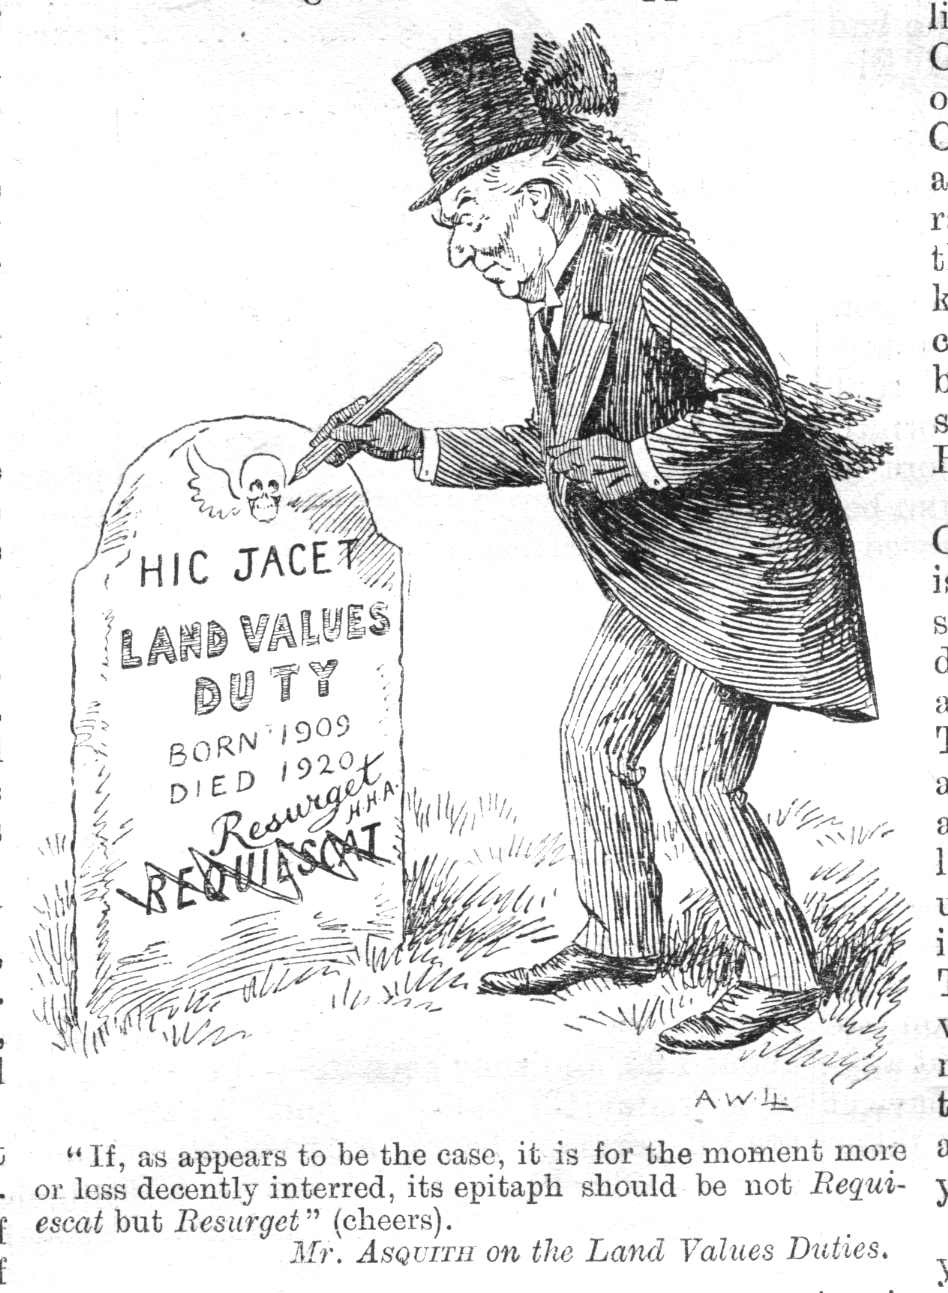 HIC JACET
LAND VALUES
DUTY
BORN 1909
DIED 1920
Resurget
H.H.A.
REQUIESCAT
A.W.LL
"If, as appears to be the case, it is for the moment more
or less decently interred, its epitaph should be not Requi-
escat but Resurget" (cheers).
Mr. ASQUITH on the Land Values Duties.